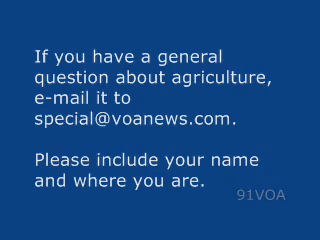 If you have a general
question about agriculture,
e-mail it to
special@voanews.com.
Please include your name
and where you are.
91VOA